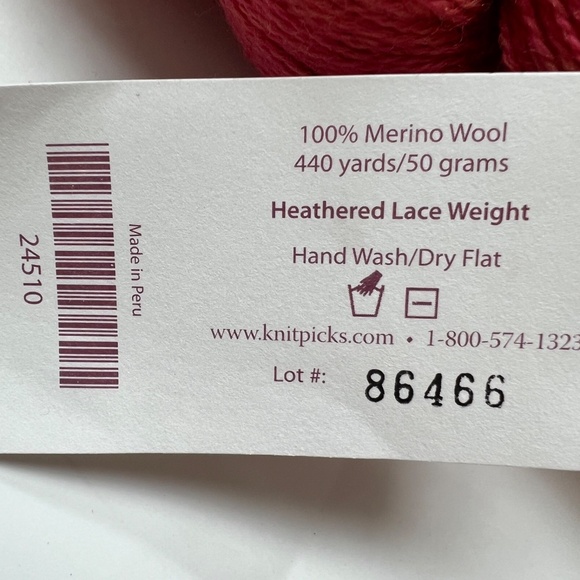 100% Merino Wool
440 yards/50 grams
Heathered Lace Weight
Hand Wash/Dry Flat
www.knitpicks.com • 1-800-574-1323
Lot #: 86466
Made in Peru
24510